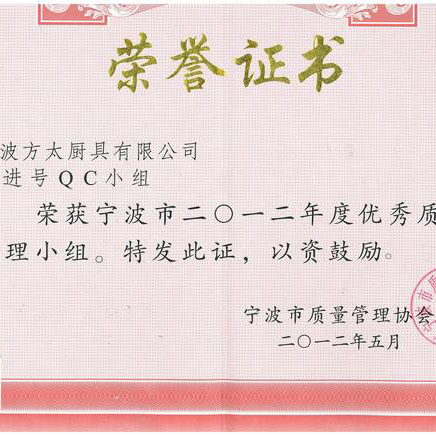 荣誉证书
波方太厨具有限公司
进号QC小组
荣获宁波市二〇一二年度优秀质
理小组。特发此证，以资鼓励。
宁波市质量管理协会
二〇一二年五月